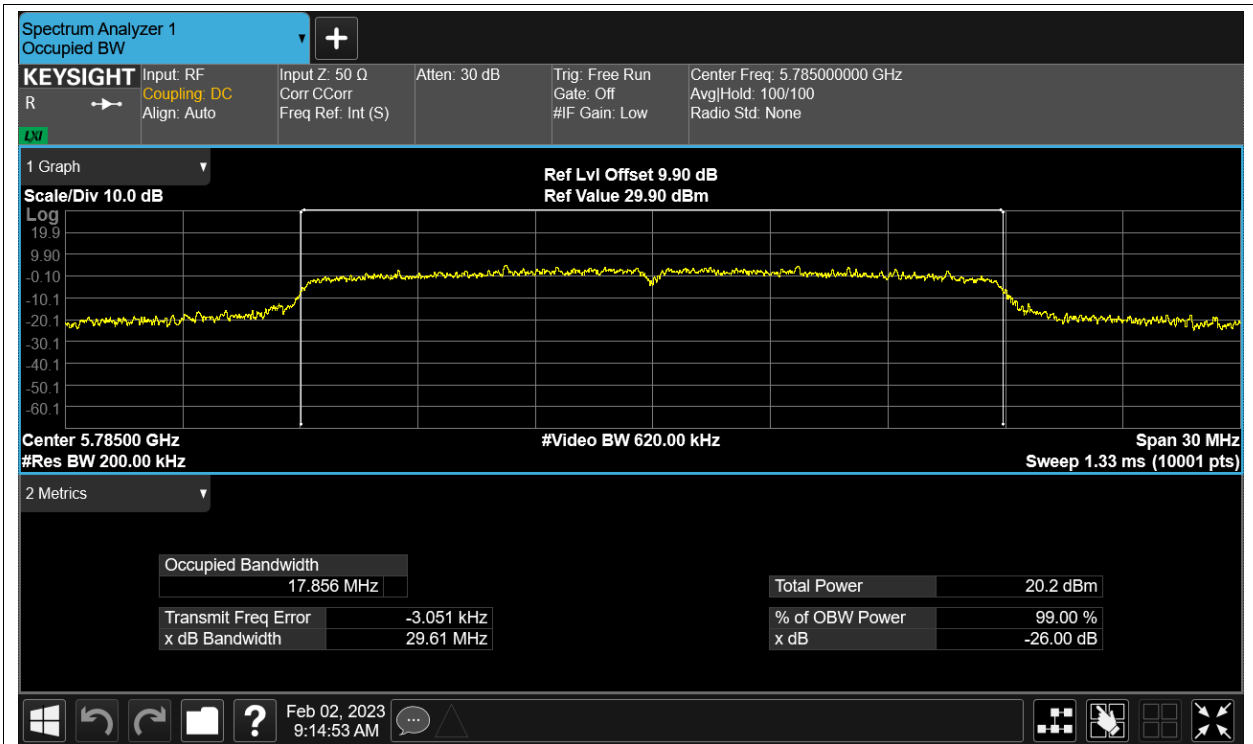 Spectrum Analyzer 1
Occupied BW
KEYSIGHT
R
LXI
Input: RF
Coupling: DC
Align: Auto
Input Z: 50 Ω
Corr CCorr
Freq Ref: Int (S)
Atten: 30 dB
Trig: Free Run
Gate: Off
#IF Gain: Low
Center Freq: 5.785000000 GHz
Avg|Hold: 100/100
Radio Std: None
1 Graph
Scale/Div 10.0 dB
Ref Lvl Offset 9.90 dB
Ref Value 29.90 dBm
Log
19.9
9.90
-0.10
-10.1
-20.1
-30.1
-40.1
-50.1
-60.1
Center 5.78500 GHz
#Video BW 620.00 kHz
Span 30 MHz
#Res BW 200.00 kHz
Sweep 1.33 ms (10001 pts)
2 Metrics
Occupied Bandwidth
17.856 MHz
Total Power 20.2 dBm
Transmit Freq Error -3.051 kHz
% of OBW Power 99.00 %
x dB Bandwidth 29.61 MHz
x dB -26.00 dB
?
Feb 02, 2023
9:14:53 AM